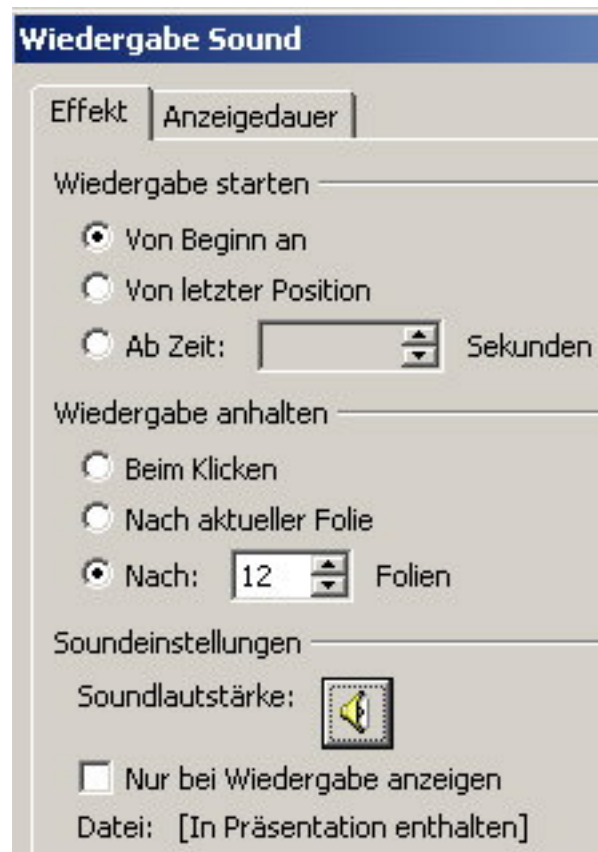 Wiedergabe Sound
Effekt Anzeigedauer
Wiedergabe starten
Von Beginn an
Von letzter Position
Ab Zeit: Sekunden
Wiedergabe anhalten
Beim Klicken
Nach aktueller Folie
Nach: 12 Folien
Soundeinstellungen
Soundlautstärke:
Nur bei Wiedergabe anzeigen
Datei: [In Präsentation enthalten]